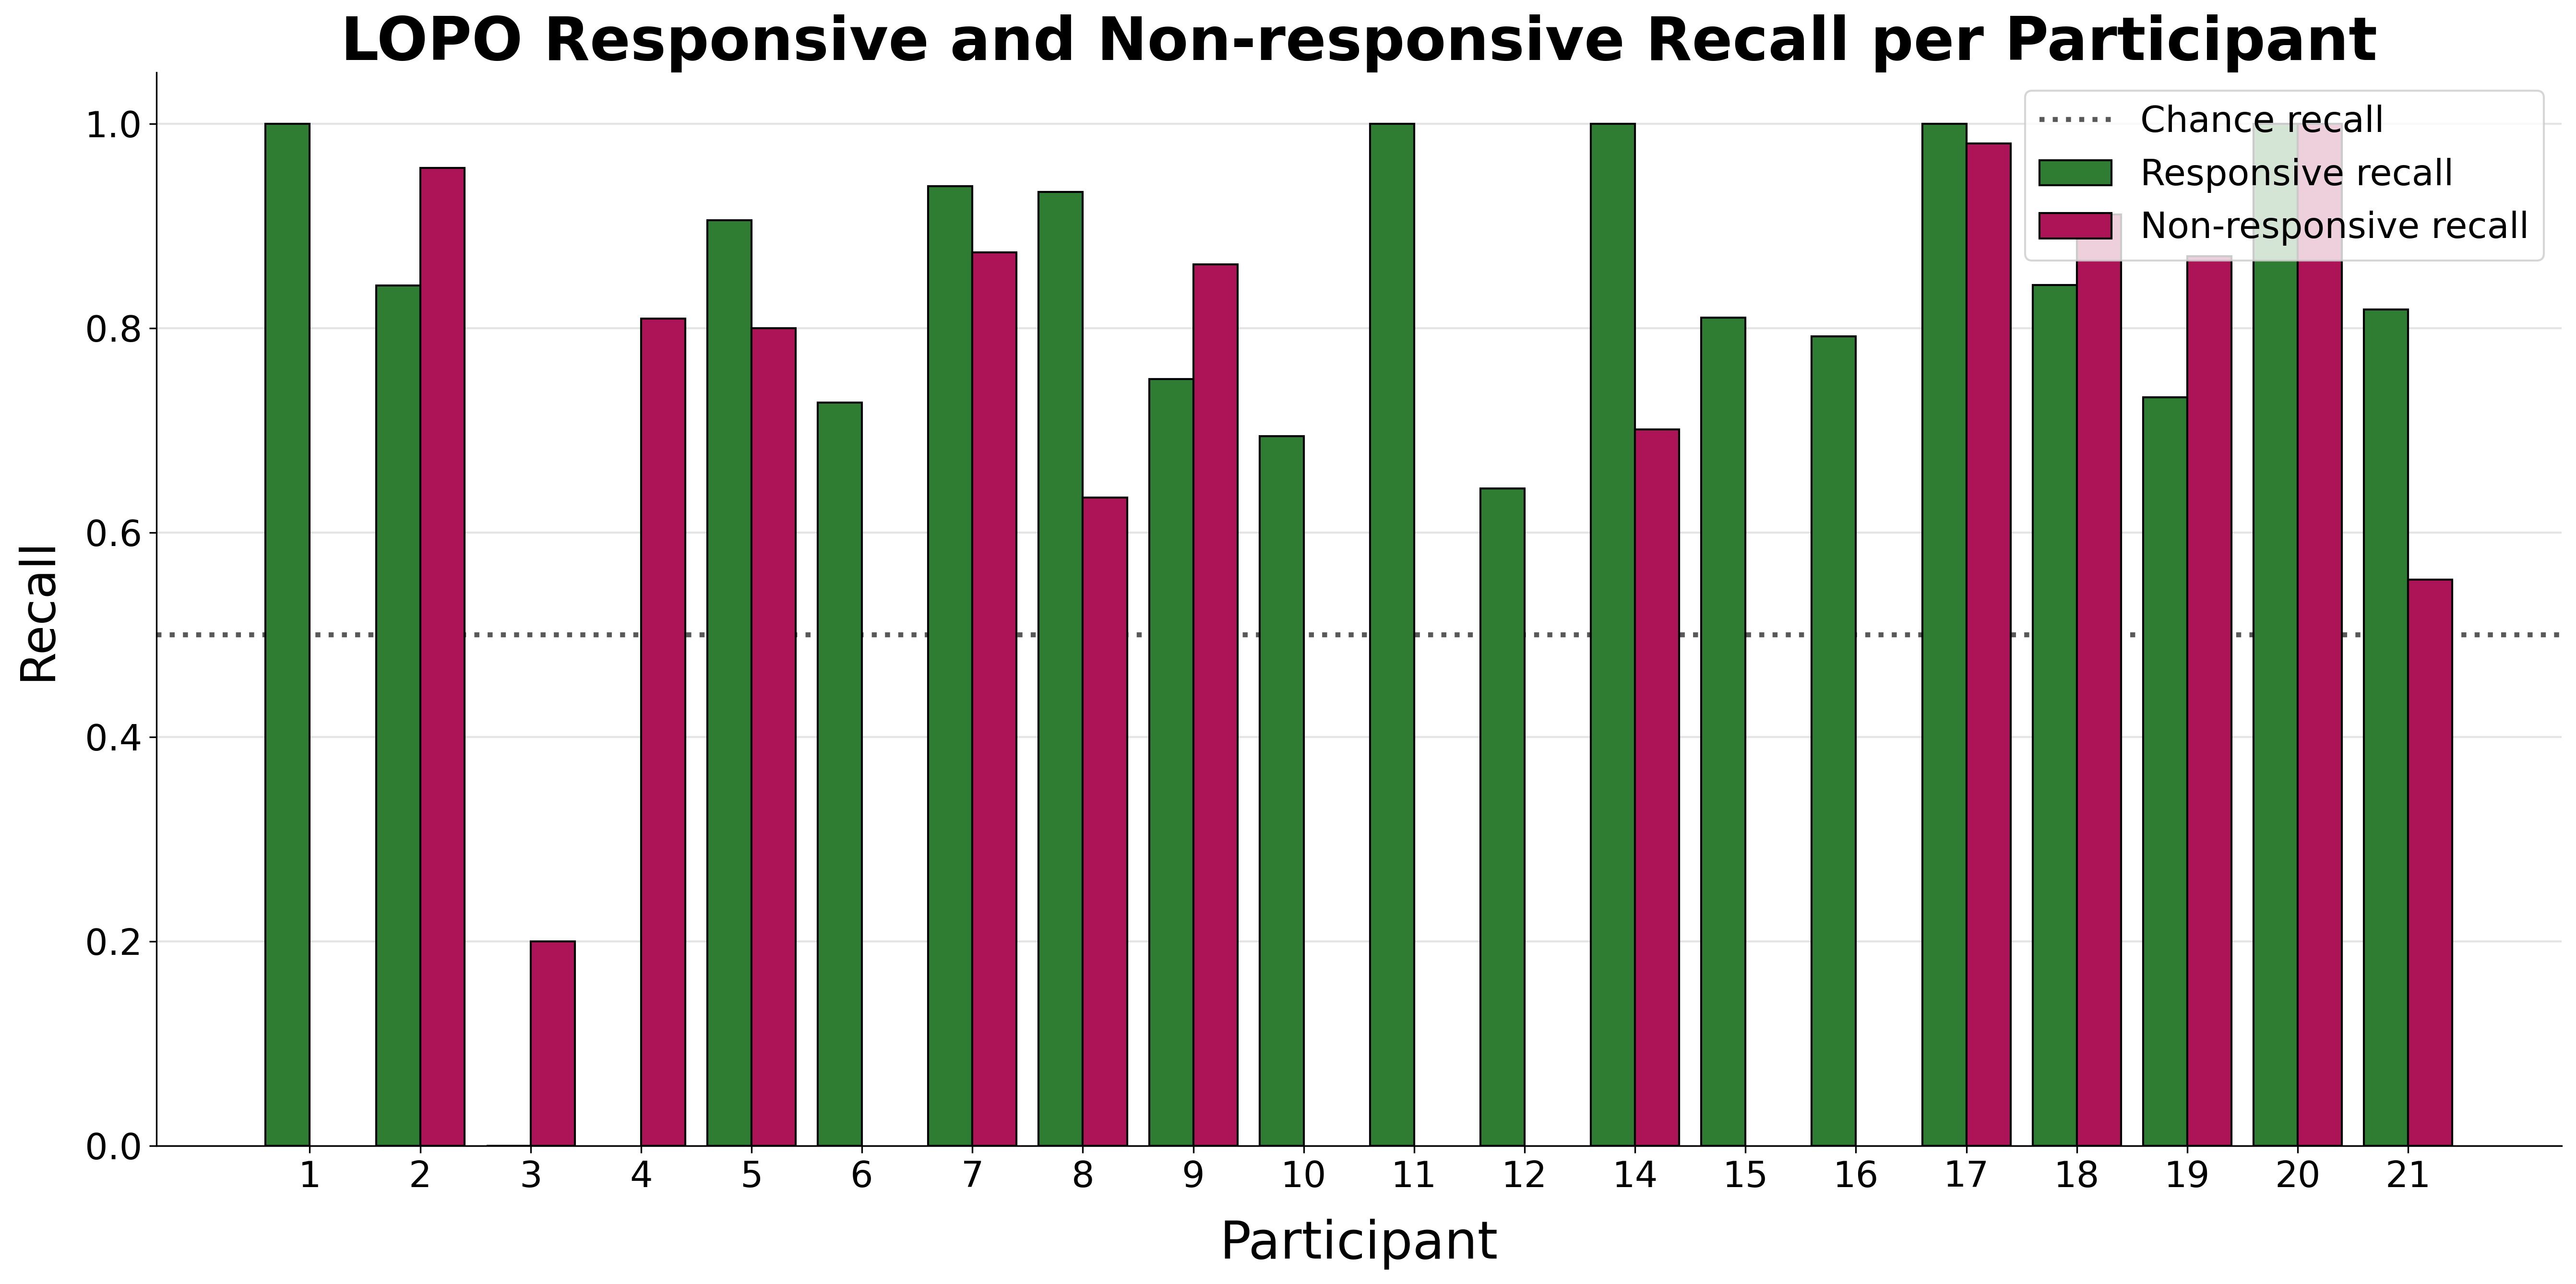 LOPO Responsive and Non-responsive Recall per Participant
Chance recall
Responsive recall
Non-responsive recall
Recall
1.0
0.8
0.6
0.4
0.2
0.0
1 2 3 4 5 6 7 8 9 10 11 12 14 15 16 17 18 19 20 21
Participant